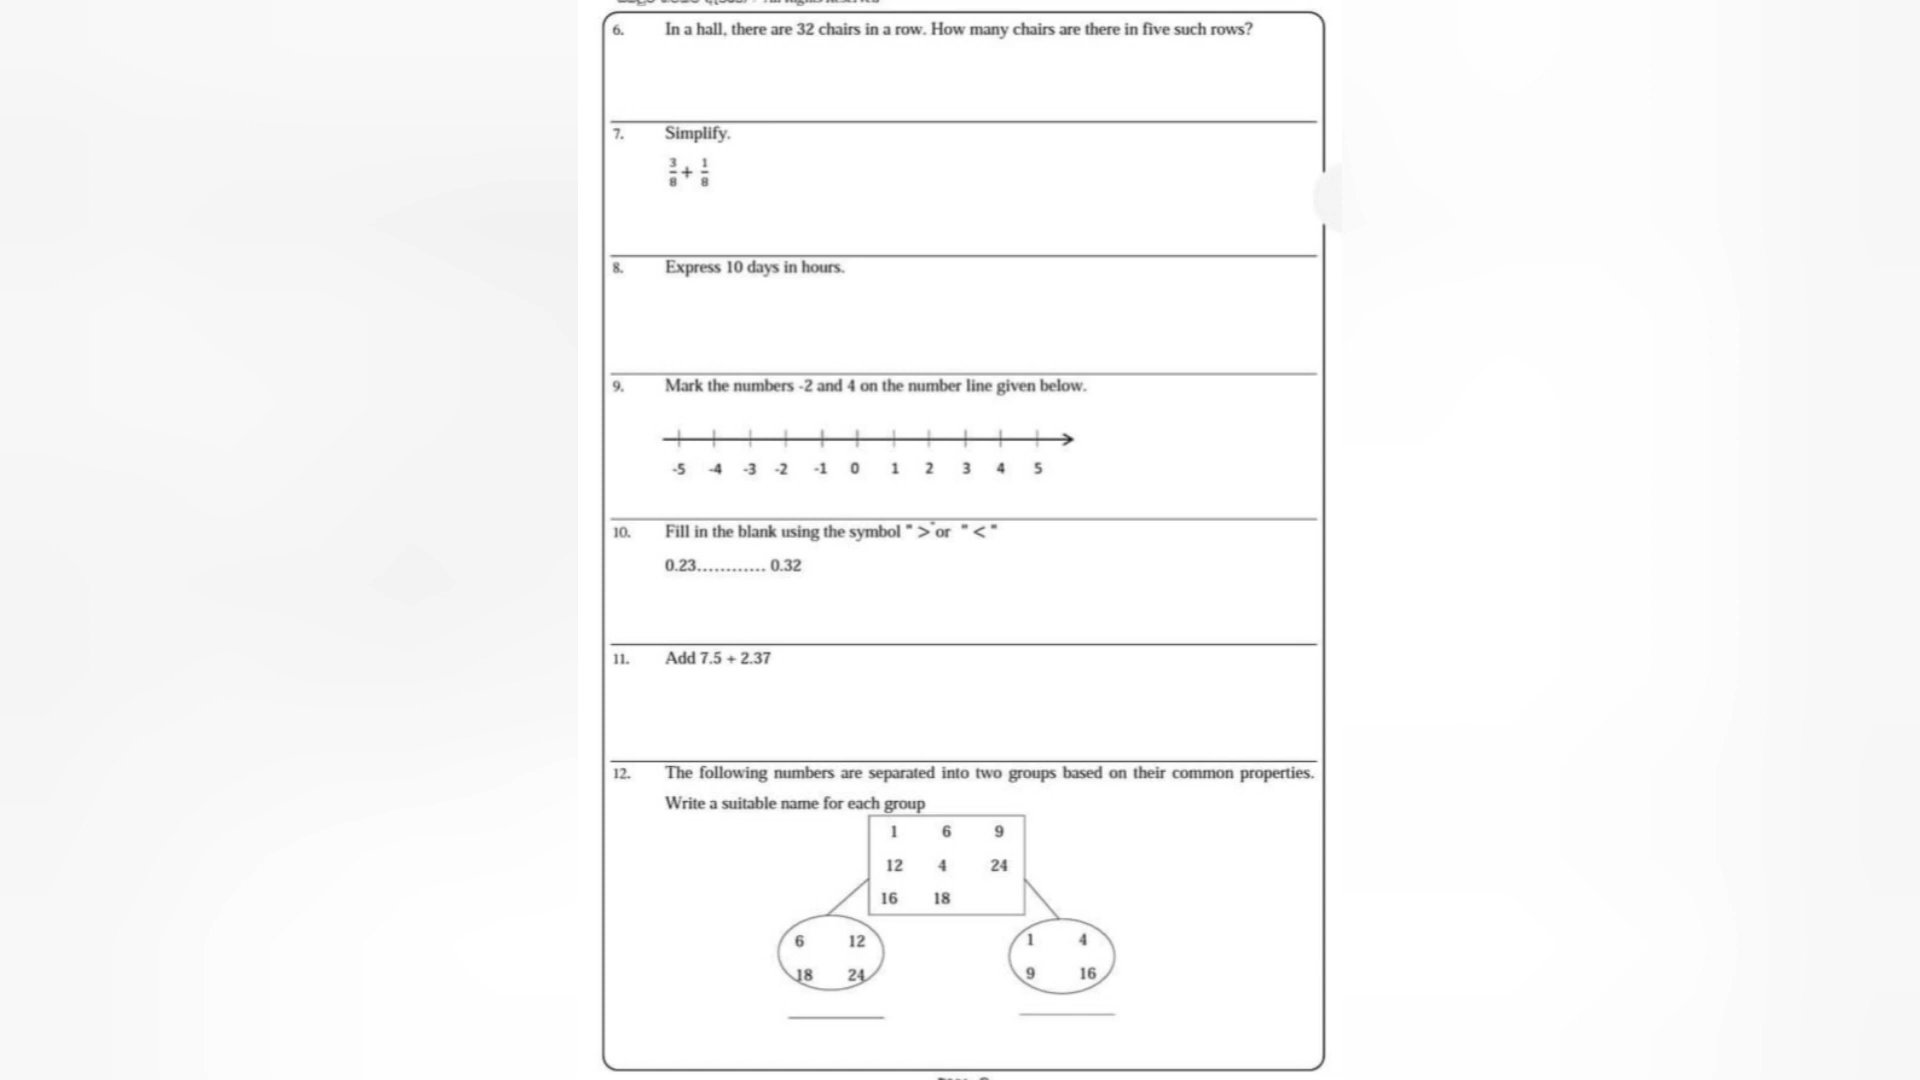 All Rights Reserved
6. In a hall, there are 32 chairs in a row. How many chairs are there in five such rows?
7. Simplify.
3/8 + 1/8
8. Express 10 days in hours.
9. Mark the numbers -2 and 4 on the number line given below.
-5 -4 -3 -2 -1 0 1 2 3 4 5
10. Fill in the blank using the symbol " > " or " < "
0.23............ 0.32
11. Add 7.5 + 2.37
12. The following numbers are separated into two groups based on their common properties.
Write a suitable name for each group
1 6 9
12 4 24
16 18
6 12
18 24
1 4
9 16